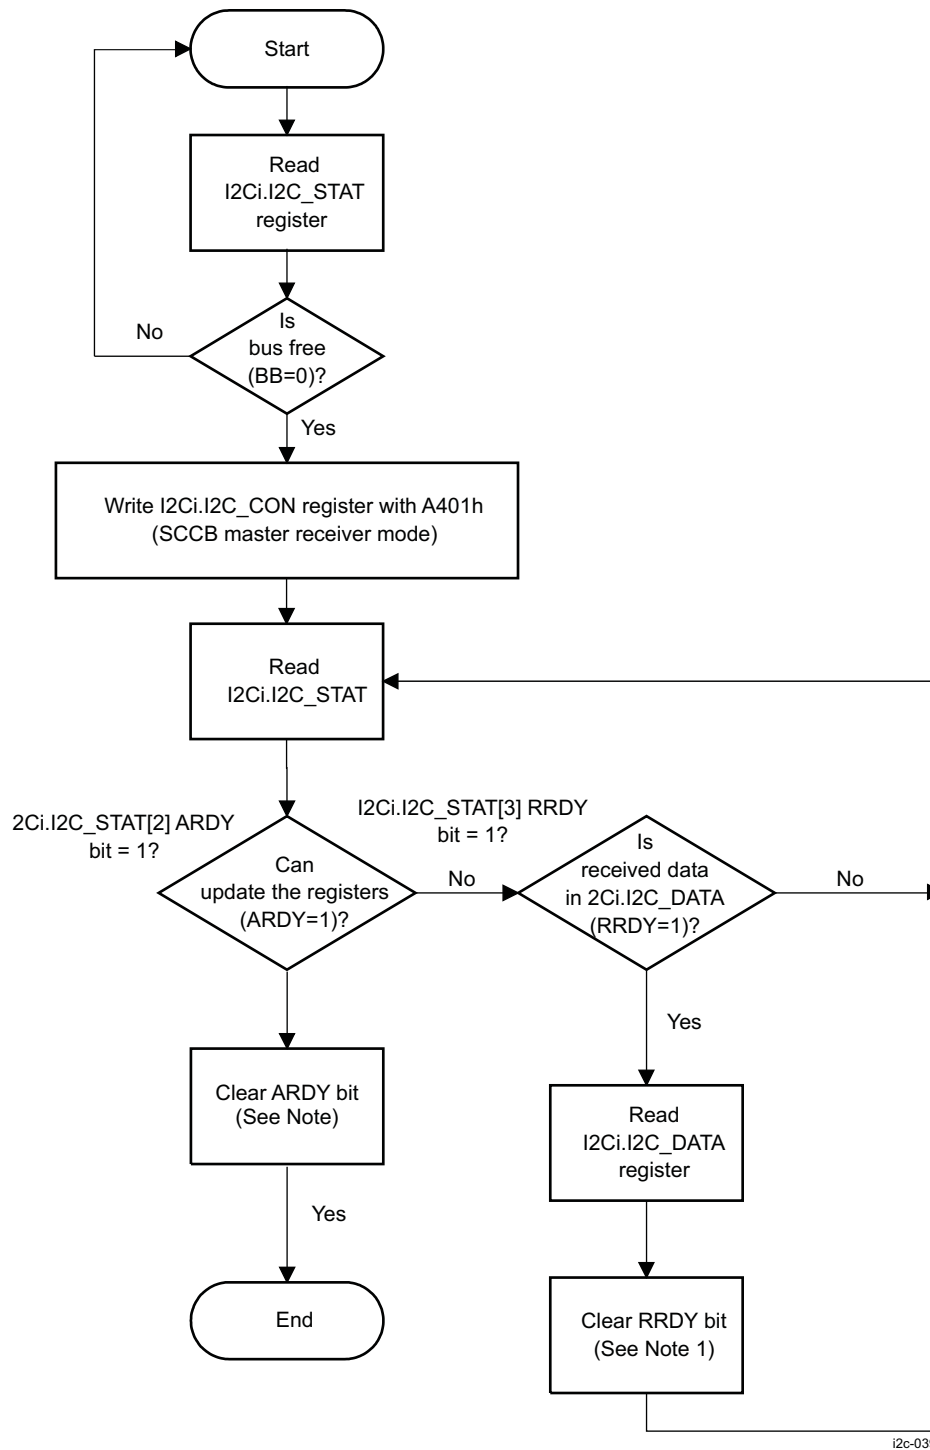 Start
Read
I2Ci.I2C_STAT
register
Is
bus free
(BB=0)?
No
Yes
Write I2Ci.I2C_CON register with A401h
(SCCB master receiver mode)
Read
I2Ci.I2C_STAT
2Ci.I2C_STAT[2] ARDY
bit = 1?
Can
update the registers
(ARDY=1)?
No
I2Ci.I2C_STAT[3] RRDY
bit = 1?
Is
received data
in 2Ci.I2C_DATA
(RRDY=1)?
No
Yes
Clear ARDY bit
(See Note)
Yes
End
Read
I2Ci.I2C_DATA
register
Clear RRDY bit
(See Note 1)